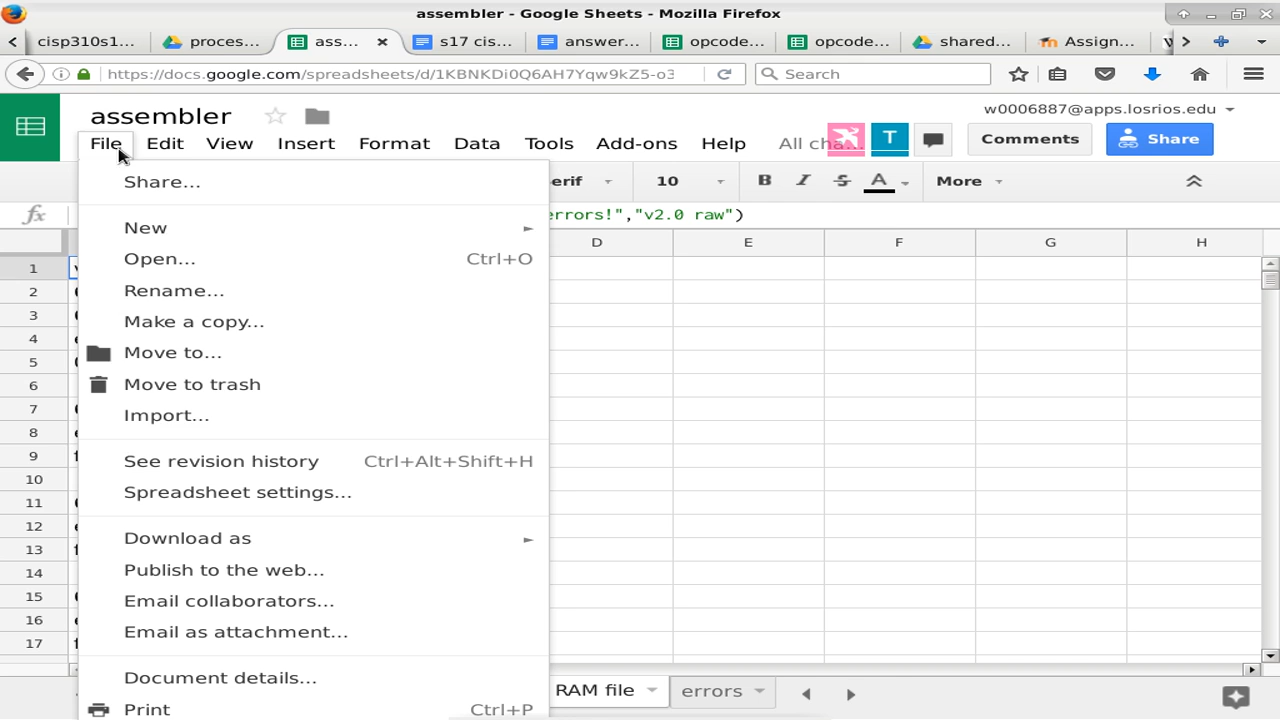 assembler - Google Sheets - Mozilla Firefox
cisp310s1... proces... ass... s17 cis... answer... opcode... opcode... shared... Assign...
https://docs.google.com/spreadsheets/d/1KBNKDi0Q6AH7Yqw9kZ5-o3 Search
assembler w0006887@apps.losrios.edu
File Edit View Insert Format Data Tools Add-ons Help All cha... T Comments Share
Share... erif 10 B I S A More
fx errors!","v2.0 raw")
D E F G H
1
2
3
4
5
6
7
8
9
10
11
12
13
14
15
16
17
New
Open... Ctrl+O
Rename...
Make a copy...
Move to...
Move to trash
Import...
See revision history Ctrl+Alt+Shift+H
Spreadsheet settings...
Download as
Publish to the web...
Email collaborators...
Email as attachment...
Document details...
Print Ctrl+P
RAM file errors